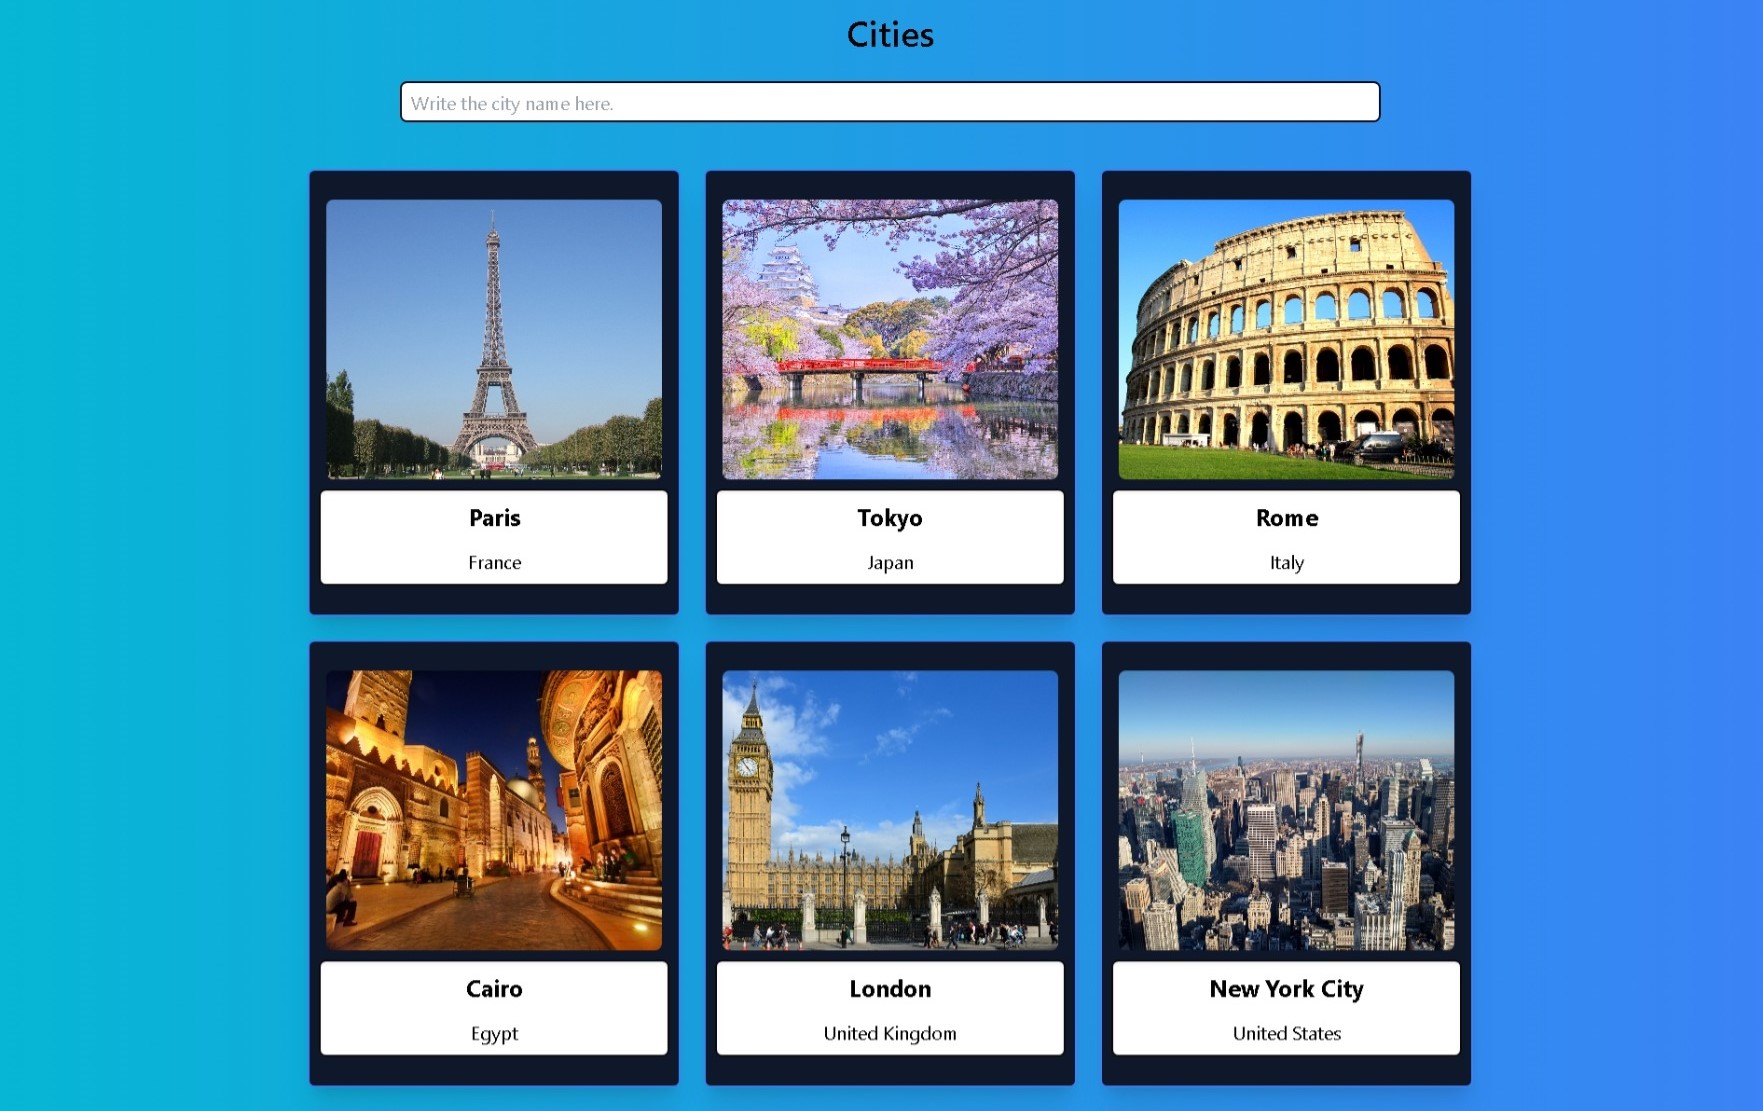 Cities
Write the city name here.
Paris
France
Tokyo
Japan
Rome
Italy
Cairo
Egypt
London
United Kingdom
New York City
United States